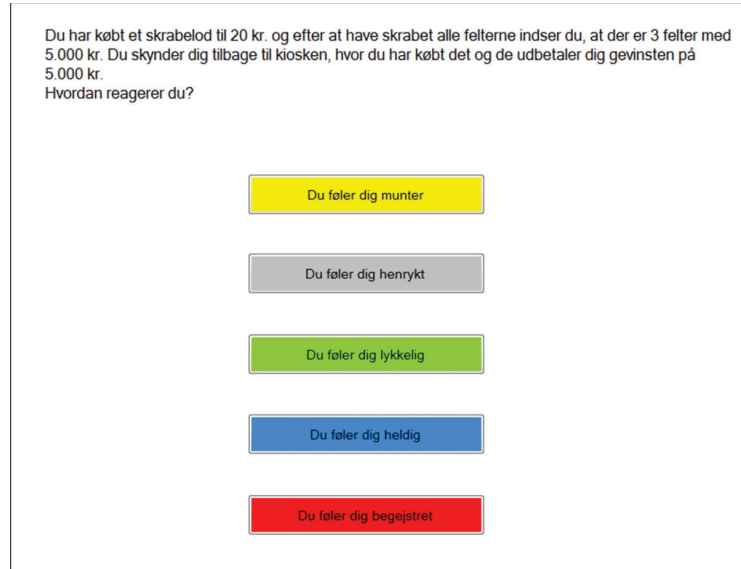 Du har købt et skrabelod til 20 kr. og efter at have skrabet alle felterne indser du, at der er 3 felter med
5.000 kr. Du skynder dig tilbage til kiosken, hvor du har købt det og de udbetaler dig gevinsten på
5.000 kr.
Hvordan reagerer du?
Du føler dig munter
Du føler dig henrykt
Du føler dig lykkelig
Du føler dig heldig
Du føler dig begejstret